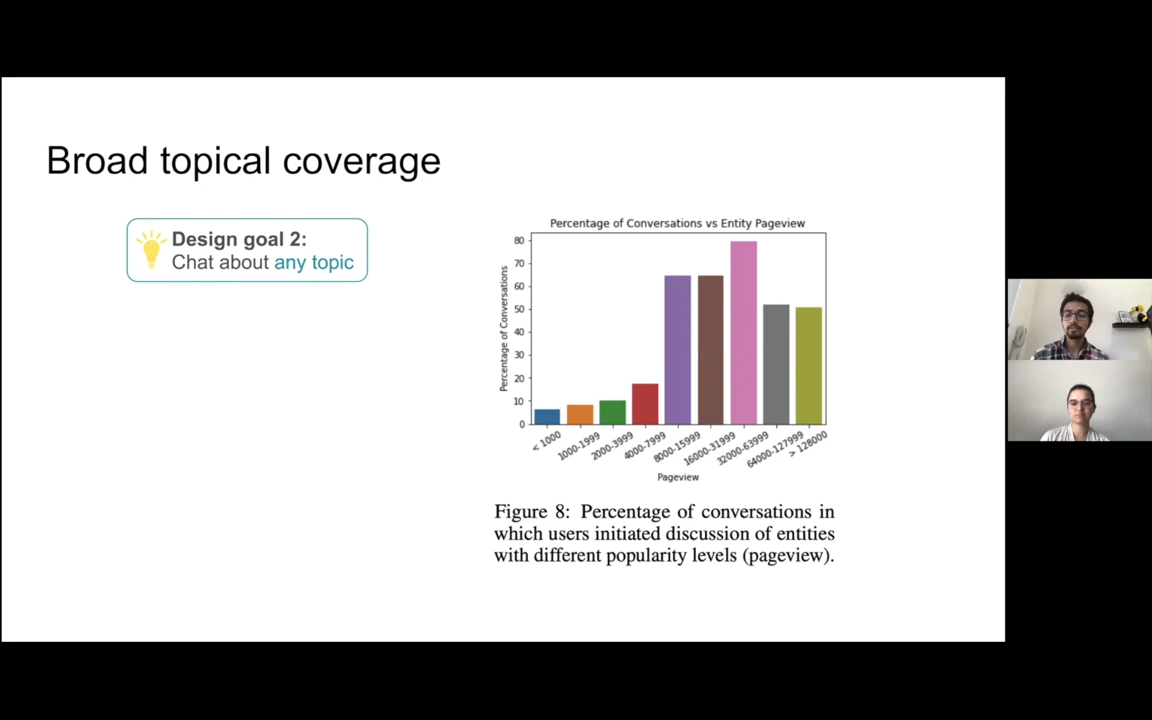 Broad topical coverage
Design goal 2:
Chat about any topic
Percentage of Conversations vs Entity Pageview
Percentage of Conversations
80
70
60
50
40
30
20
10
0
< 1000
1000-1999
2000-3999
4000-7999
8000-15999
16000-31999
32000-63999
64000-127999
> 128000
Pageview
Figure 8: Percentage of conversations in
which users initiated discussion of entities
with different popularity levels (pageview).